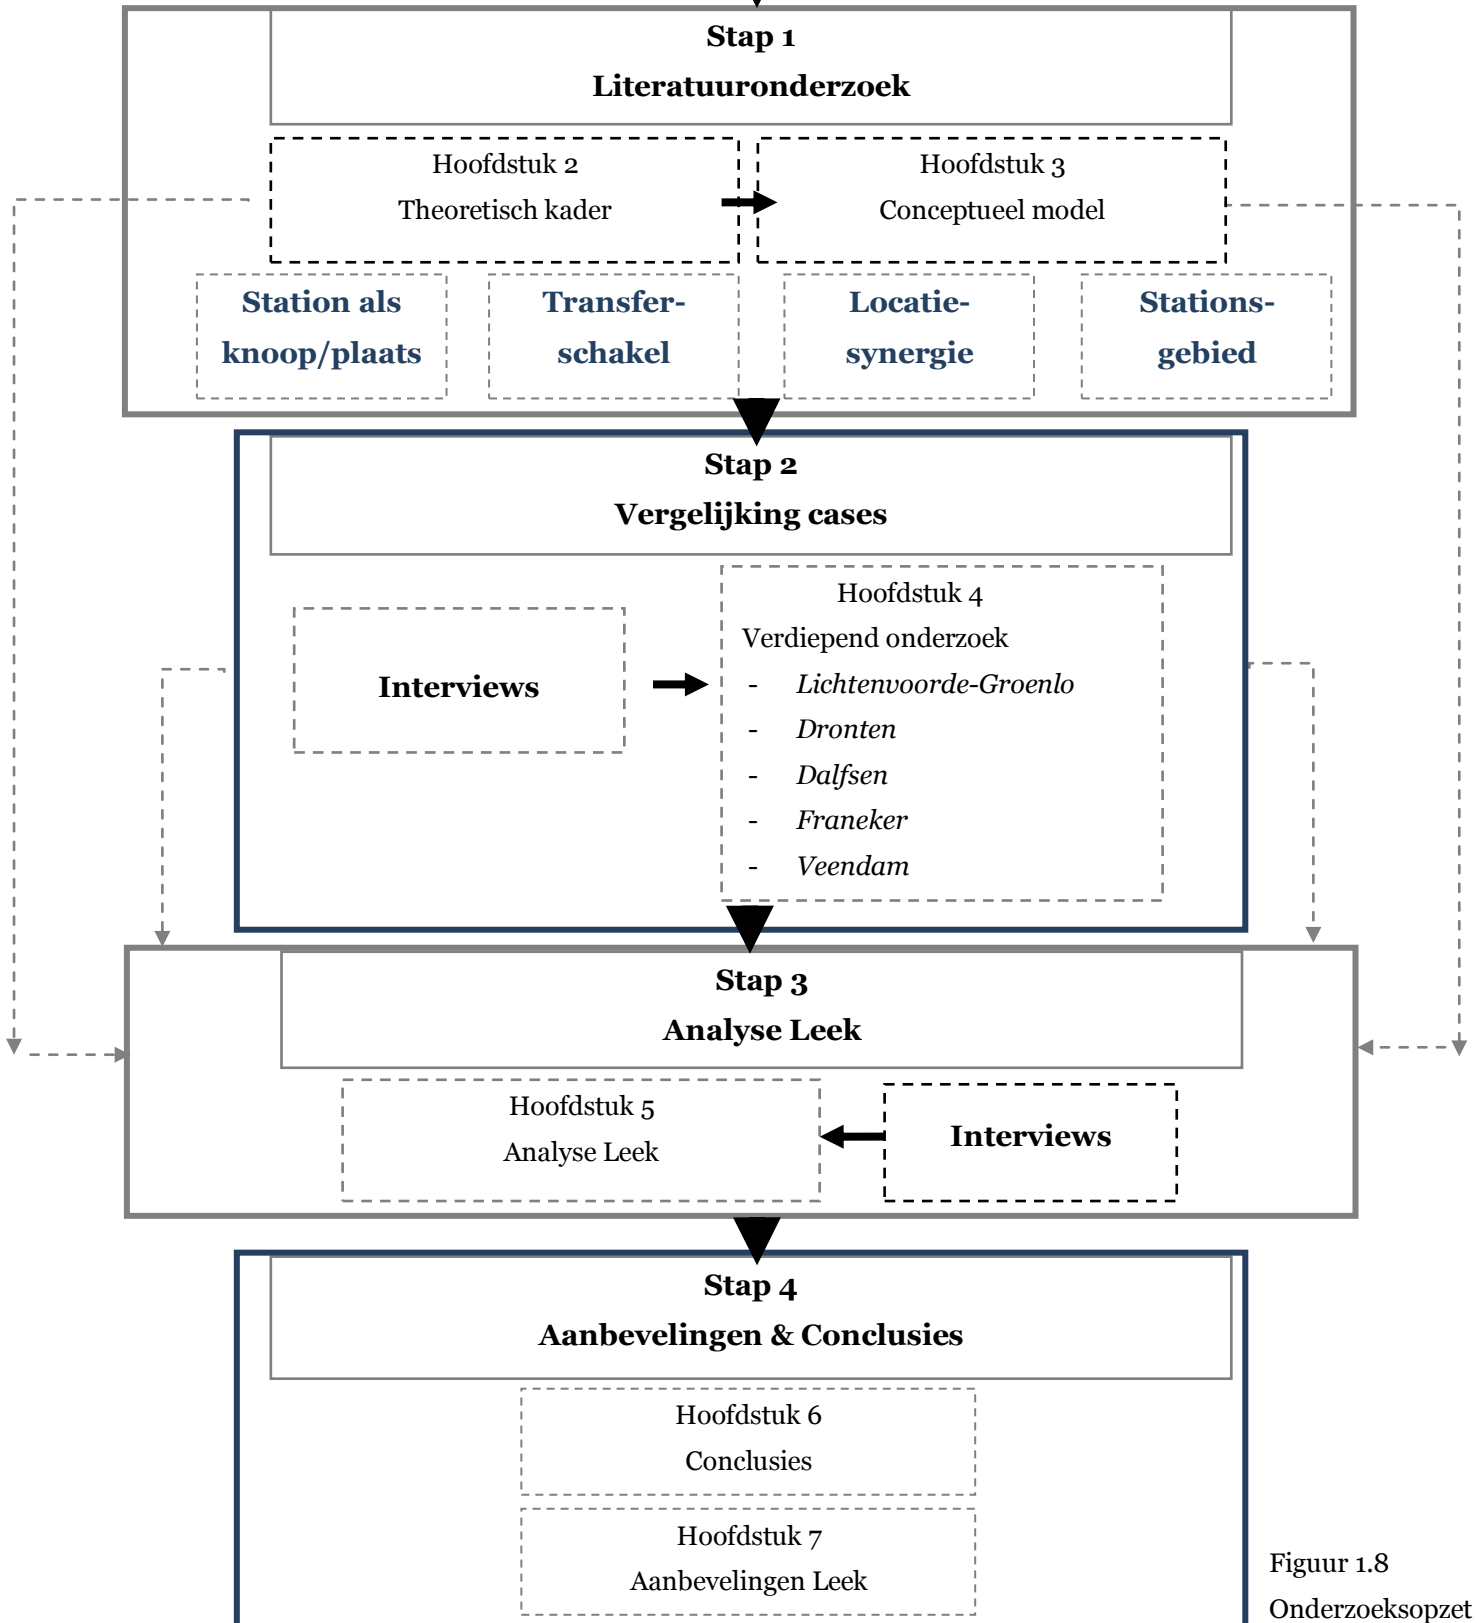 Stap 1
Literatuuronderzoek
Hoofdstuk 2
Theoretisch kader
Hoofdstuk 3
Conceptueel model
Station als
knoop/plaats
Transfer-
schakel
Locatie-
synergie
Stations-
gebied
Stap 2
Vergelijking cases
Interviews
Hoofdstuk 4
Verdiepend onderzoek
- Lichtenvoorde-Groenlo
- Dronten
- Dalfsen
- Franeker
- Veendam
Stap 3
Analyse Leek
Hoofdstuk 5
Analyse Leek
Interviews
Stap 4
Aanbevelingen & Conclusies
Hoofdstuk 6
Conclusies
Hoofdstuk 7
Aanbevelingen Leek
Figuur 1.8
Onderzoeksopzet